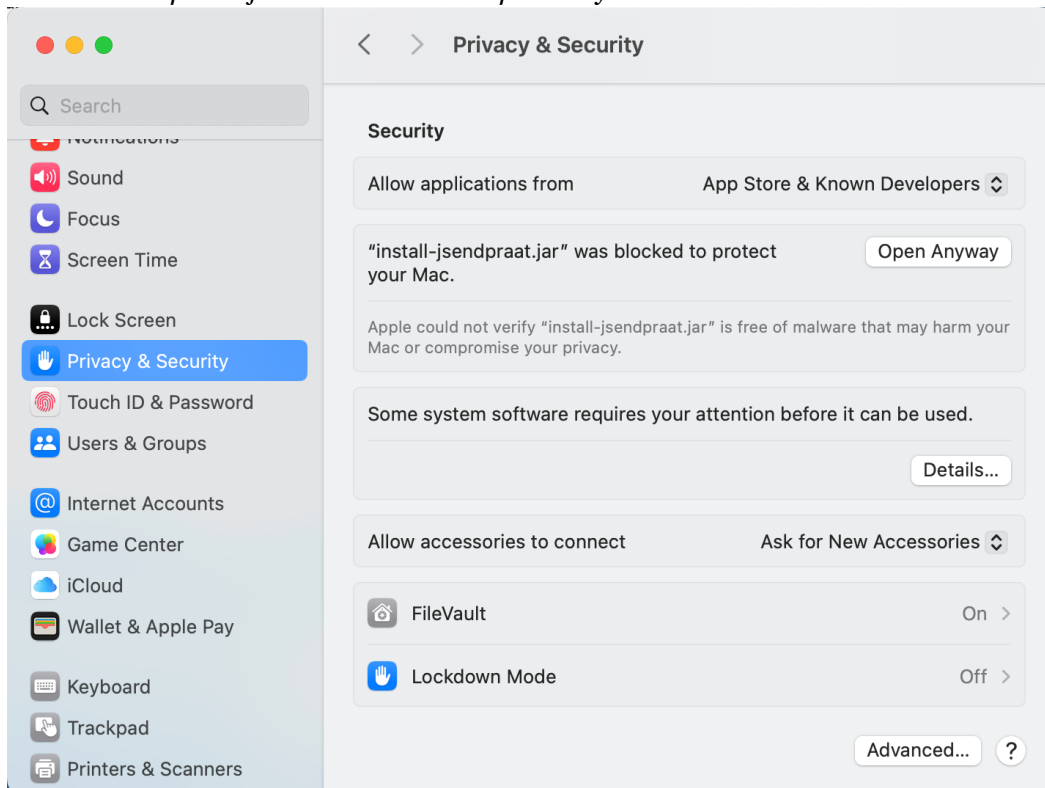 Privacy & Security
Search
Notifications
Sound
Focus
Screen Time
Lock Screen
Privacy & Security
Touch ID & Password
Users & Groups
Internet Accounts
Game Center
iCloud
Wallet & Apple Pay
Keyboard
Trackpad
Printers & Scanners
Security
Allow applications from
App Store & Known Developers
“install-jsendpraat.jar” was blocked to protect
your Mac.
Open Anyway
Apple could not verify “install-jsendpraat.jar” is free of malware that may harm your
Mac or compromise your privacy.
Some system software requires your attention before it can be used.
Details...
Allow accessories to connect
Ask for New Accessories
FileVault
On
Lockdown Mode
Off
Advanced...
?